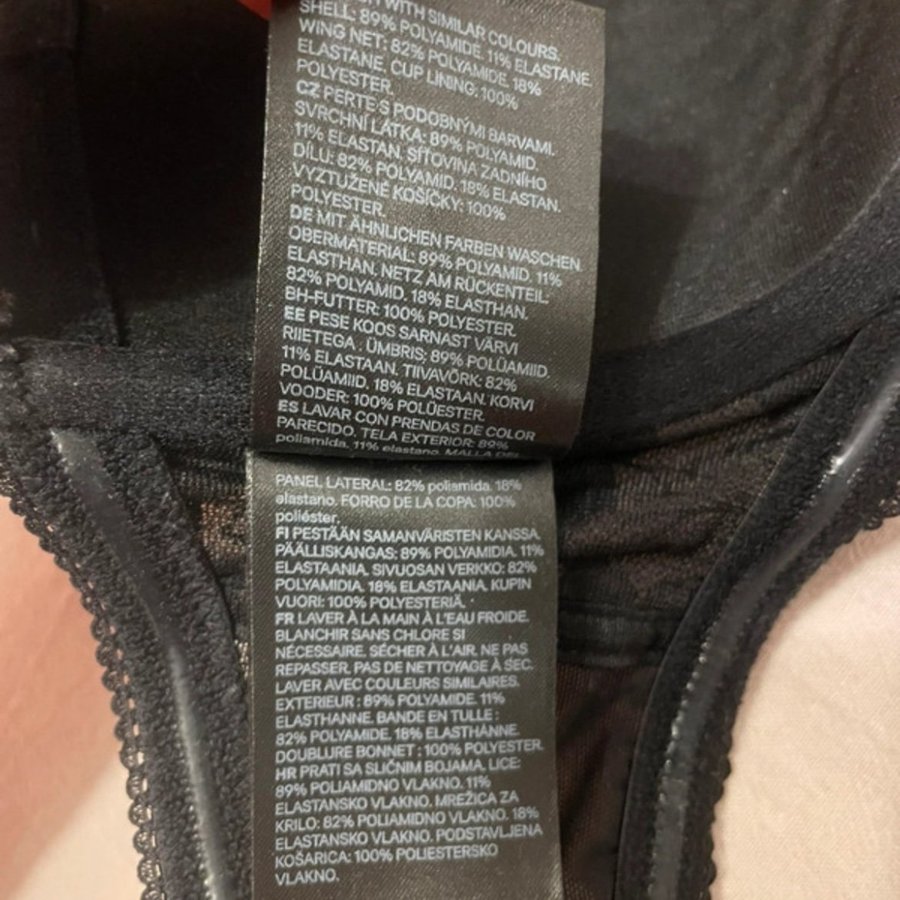 WITH SIMILAR COLOURS.
SHELL: 89% POLYAMIDE. 11% ELASTANE.
WING NET: 82% POLYAMIDE. 18%
ELASTANE. CUP LINING: 100%
POLYESTER.
CZ PERTE S PODOBNÝMI BARVAMI.
SVRCHNÍ LÁTKA: 89% POLYAMID.
11% ELASTAN. SÍŤOVINA ZADNÍHO
DÍLU: 82% POLYAMID. 18% ELASTAN.
VYZTUŽENÉ KOŠÍČKY: 100%
POLYESTER.
DE MIT ÄHNLICHEN FARBEN WASCHEN.
OBERMATERIAL: 89% POLYAMID. 11%
ELASTHAN. NETZ AM RÜCKENTEIL:
82% POLYAMID. 18% ELASTHAN.
BH-FUTTER: 100% POLYESTER.
EE PESE KOOS SARNAST VÄRVI
RIIETEGA . ÜMBRIS: 89% POLÜAMIID.
11% ELASTAAN. TIIVAVÕRK: 82%
POLÜAMIID. 18% ELASTAAN. KORVI
VOODER: 100% POLÜESTER.
ES LAVAR CON PRENDAS DE COLOR
PARECIDO. TELA EXTERIOR: 89%
poliamida. 11% elastano. MALLA DEL
PANEL LATERAL: 82% poliamida. 18%
elastano. FORRO DE LA COPA: 100%
poliéster.
FI PESTÄÄN SAMANVÄRISTEN KANSSA.
PÄÄLLISKANGAS: 89% POLYAMIDIA. 11%
ELASTAANIA. SIVUOSAN VERKKO: 82%
POLYAMIDIA. 18% ELASTAANIA. KUPIN
VUORI: 100% POLYESTERIÄ.
FR LAVER À LA MAIN À L'EAU FROIDE.
BLANCHIR SANS CHLORE SI
NÉCESSAIRE. SÉCHER À L'AIR. NE PAS
REPASSER. PAS DE NETTOYAGE À SEC.
LAVER AVEC COULEURS SIMILAIRES.
EXTERIEUR : 89% POLYAMIDE. 11%
ELASTHANNE. BANDE EN TULLE :
82% POLYAMIDE. 18% ELASTHANNE.
DOUBLURE BONNET : 100% POLYESTER.
HR PRATI SA SLIČNIM BOJAMA. LICE:
89% POLIAMIDNO VLAKNO. 11%
ELASTANSKO VLAKNO. MREŽICA ZA
KRILO: 82% POLIAMIDNO VLAKNO. 18%
ELASTANSKO VLAKNO. PODSTAVLJENA
KOŠARICA: 100% POLIESTERSKO
VLAKNO.